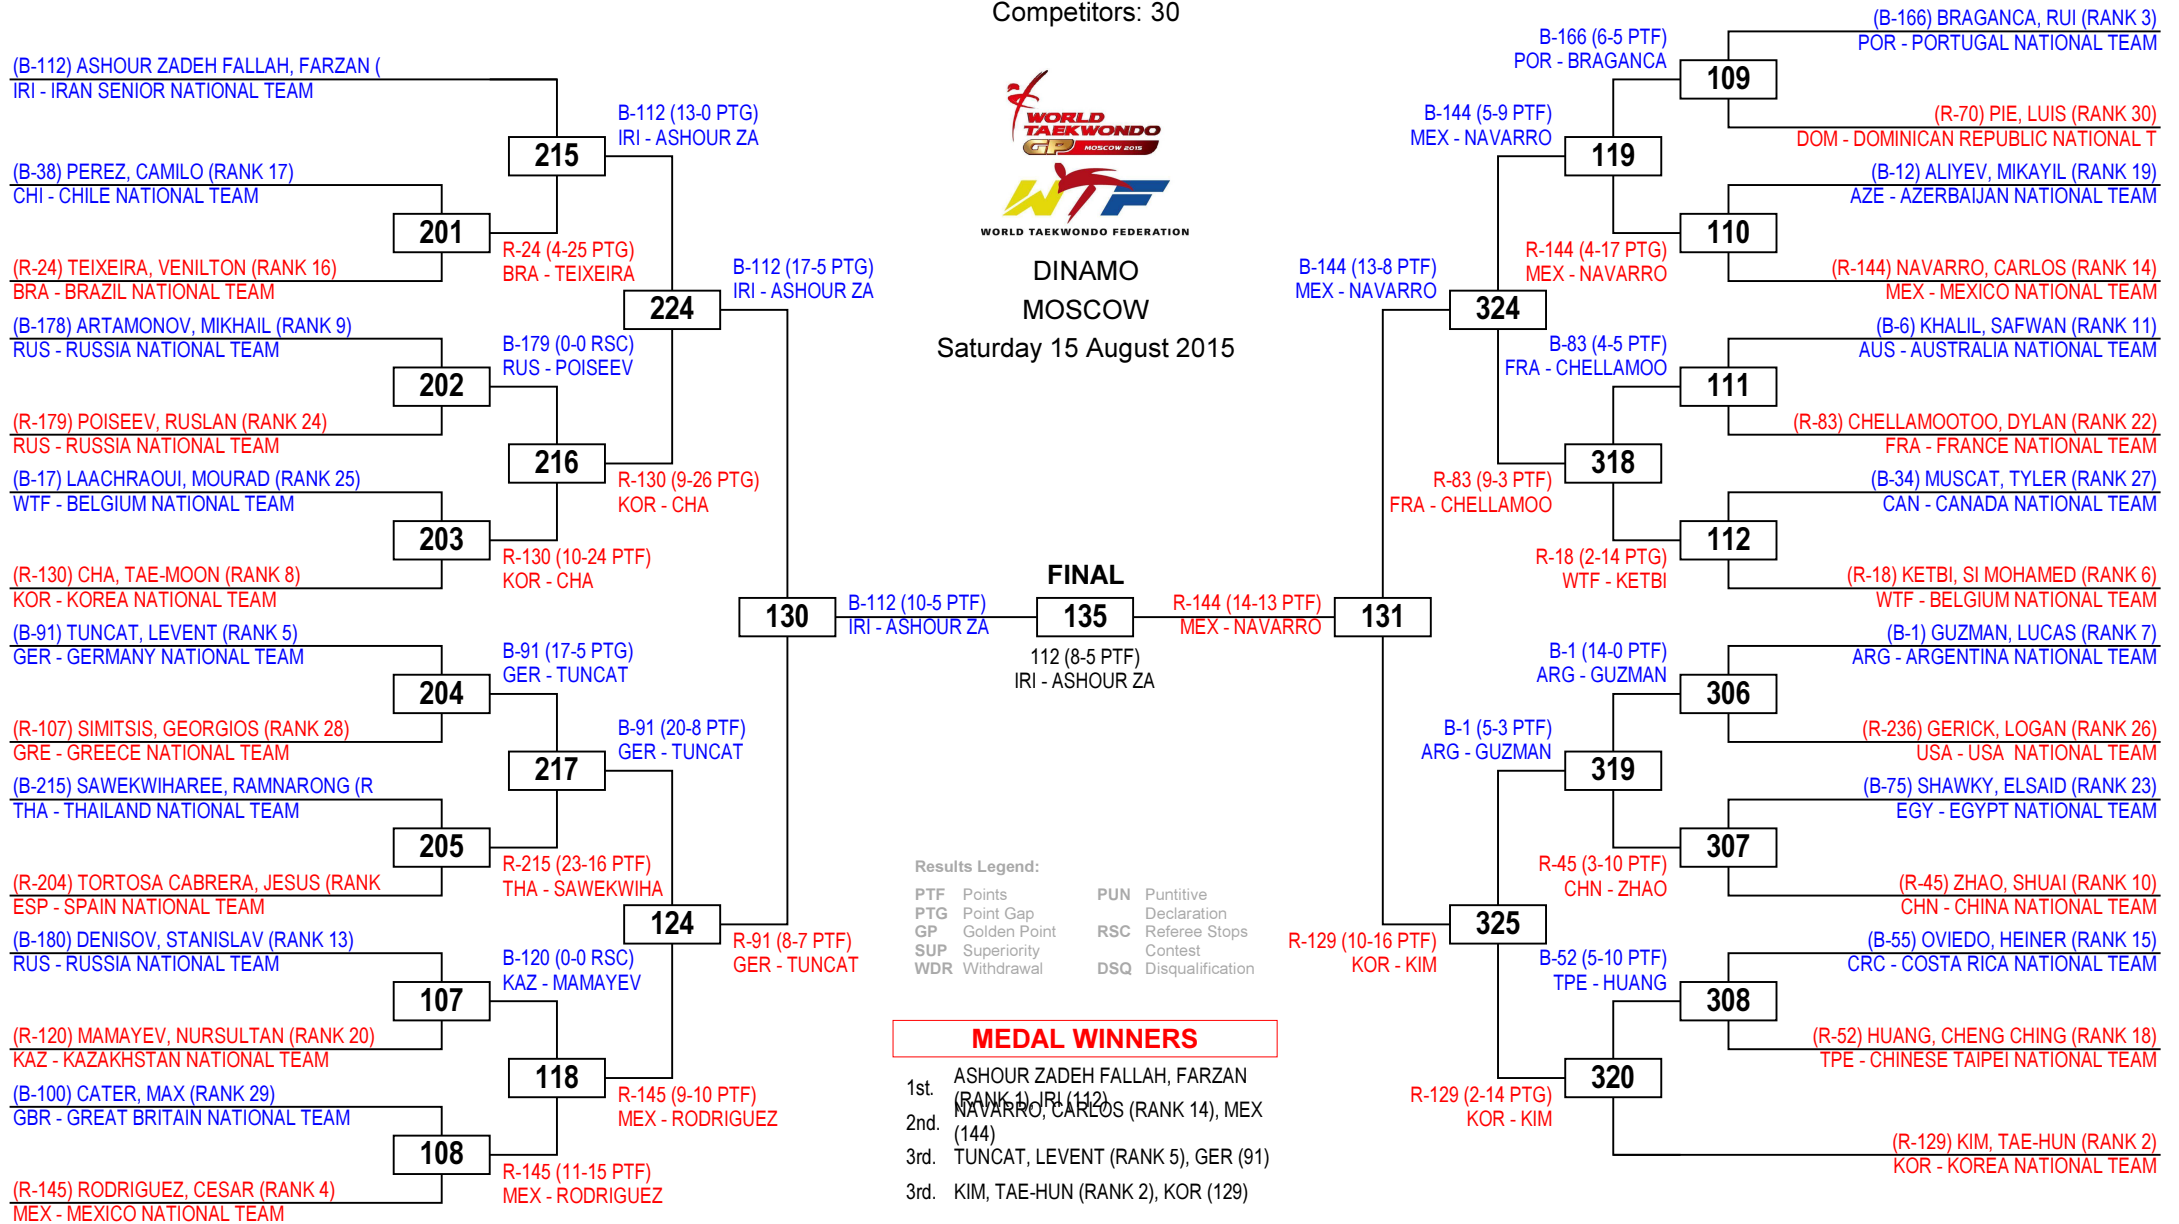 Competitors: 30
WORLD
TAEKWONDO
GP MOSCOW 2015
WTF
WORLD TAEKWONDO FEDERATION
DINAMO
MOSCOW
Saturday 15 August 2015
(B-112) ASHOUR ZADEH FALLAH, FARZAN (
IRI - IRAN SENIOR NATIONAL TEAM
(B-38) PEREZ, CAMILO (RANK 17)
CHI - CHILE NATIONAL TEAM
(R-24) TEIXEIRA, VENILTON (RANK 16)
BRA - BRAZIL NATIONAL TEAM
(B-178) ARTAMONOV, MIKHAIL (RANK 9)
RUS - RUSSIA NATIONAL TEAM
(R-179) POISEEV, RUSLAN (RANK 24)
RUS - RUSSIA NATIONAL TEAM
(B-17) LAACHRAOUI, MOURAD (RANK 25)
WTF - BELGIUM NATIONAL TEAM
(R-130) CHA, TAE-MOON (RANK 8)
KOR - KOREA NATIONAL TEAM
(B-91) TUNCAT, LEVENT (RANK 5)
GER - GERMANY NATIONAL TEAM
(R-107) SIMITSIS, GEORGIOS (RANK 28)
GRE - GREECE NATIONAL TEAM
(B-215) SAWEKWIHAREE, RAMNARONG (R
THA - THAILAND NATIONAL TEAM
(R-204) TORTOSA CABRERA, JESUS (RANK
ESP - SPAIN NATIONAL TEAM
(B-180) DENISOV, STANISLAV (RANK 13)
RUS - RUSSIA NATIONAL TEAM
(R-120) MAMAYEV, NURSULTAN (RANK 20)
KAZ - KAZAKHSTAN NATIONAL TEAM
(B-100) CATER, MAX (RANK 29)
GBR - GREAT BRITAIN NATIONAL TEAM
(R-145) RODRIGUEZ, CESAR (RANK 4)
MEX - MEXICO NATIONAL TEAM
201
202
203
204
205
107
108
R-24 (4-25 PTG)
BRA - TEIXEIRA
B-179 (0-0 RSC)
RUS - POISEEV
R-130 (10-24 PTF)
KOR - CHA
B-91 (17-5 PTG)
GER - TUNCAT
R-215 (23-16 PTF)
THA - SAWEKWIHA
B-120 (0-0 RSC)
KAZ - MAMAYEV
R-145 (11-15 PTF)
MEX - RODRIGUEZ
215
216
217
118
B-112 (13-0 PTG)
IRI - ASHOUR ZA
R-130 (9-26 PTG)
KOR - CHA
B-91 (20-8 PTF)
GER - TUNCAT
R-145 (9-10 PTF)
MEX - RODRIGUEZ
224
124
B-112 (17-5 PTG)
IRI - ASHOUR ZA
R-91 (8-7 PTF)
GER - TUNCAT
130
B-112 (10-5 PTF)
IRI - ASHOUR ZA
FINAL
135
112 (8-5 PTF)
IRI - ASHOUR ZA
R-144 (14-13 PTF)
MEX - NAVARRO
131
B-144 (13-8 PTF)
MEX - NAVARRO
R-129 (10-16 PTF)
KOR - KIM
324
325
B-144 (5-9 PTF)
MEX - NAVARRO
R-83 (9-3 PTF)
FRA - CHELLAMOO
B-1 (5-3 PTF)
ARG - GUZMAN
R-129 (2-14 PTG)
KOR - KIM
119
318
319
320
B-166 (6-5 PTF)
POR - BRAGANCA
R-144 (4-17 PTG)
MEX - NAVARRO
B-83 (4-5 PTF)
FRA - CHELLAMOO
R-18 (2-14 PTG)
WTF - KETBI
B-1 (14-0 PTF)
ARG - GUZMAN
R-45 (3-10 PTF)
CHN - ZHAO
B-52 (5-10 PTF)
TPE - HUANG
109
110
111
112
306
307
308
(B-166) BRAGANCA, RUI (RANK 3)
POR - PORTUGAL NATIONAL TEAM
(R-70) PIE, LUIS (RANK 30)
DOM - DOMINICAN REPUBLIC NATIONAL T
(B-12) ALIYEV, MIKAYIL (RANK 19)
AZE - AZERBAIJAN NATIONAL TEAM
(R-144) NAVARRO, CARLOS (RANK 14)
MEX - MEXICO NATIONAL TEAM
(B-6) KHALIL, SAFWAN (RANK 11)
AUS - AUSTRALIA NATIONAL TEAM
(R-83) CHELLAMOOTOO, DYLAN (RANK 22)
FRA - FRANCE NATIONAL TEAM
(B-34) MUSCAT, TYLER (RANK 27)
CAN - CANADA NATIONAL TEAM
(R-18) KETBI, SI MOHAMED (RANK 6)
WTF - BELGIUM NATIONAL TEAM
(B-1) GUZMAN, LUCAS (RANK 7)
ARG - ARGENTINA NATIONAL TEAM
(R-236) GERICK, LOGAN (RANK 26)
USA - USA NATIONAL TEAM
(B-75) SHAWKY, ELSAID (RANK 23)
EGY - EGYPT NATIONAL TEAM
(R-45) ZHAO, SHUAI (RANK 10)
CHN - CHINA NATIONAL TEAM
(B-55) OVIEDO, HEINER (RANK 15)
CRC - COSTA RICA NATIONAL TEAM
(R-52) HUANG, CHENG CHING (RANK 18)
TPE - CHINESE TAIPEI NATIONAL TEAM
(R-129) KIM, TAE-HUN (RANK 2)
KOR - KOREA NATIONAL TEAM
Results Legend:
PTF Points
PTG Point Gap
GP Golden Point
SUP Superiority
WDR Withdrawal
PUN Puntitive
Declaration
RSC Referee Stops
Contest
DSQ Disqualification
MEDAL WINNERS
1st. ASHOUR ZADEH FALLAH, FARZAN
(RANK 1), IRI (112)
2nd. NAVARRO, CARLOS (RANK 14), MEX
(144)
3rd. TUNCAT, LEVENT (RANK 5), GER (91)
3rd. KIM, TAE-HUN (RANK 2), KOR (129)